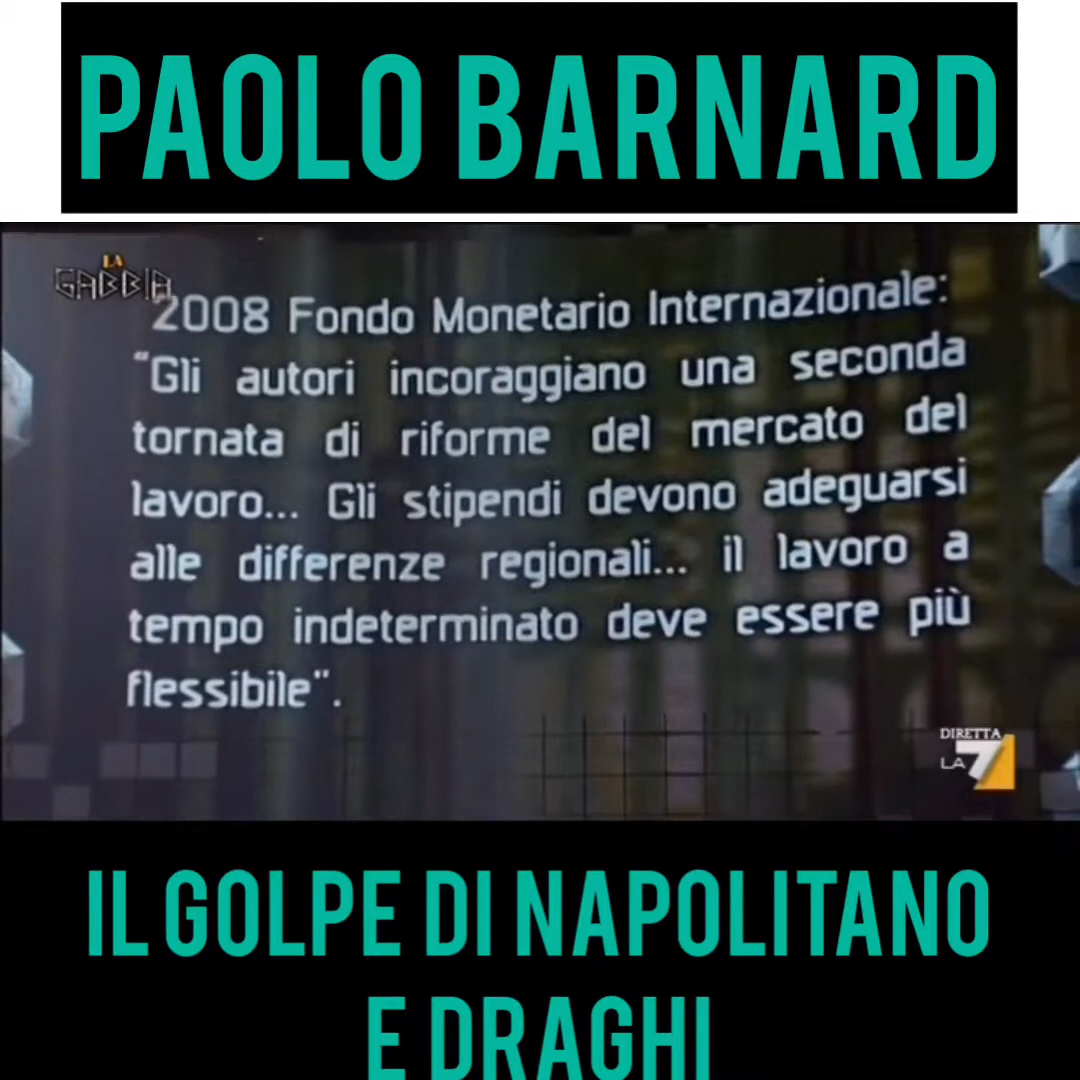 PAOLO BARNARD
LA
GABBIA
2008 Fondo Monetario Internazionale:
“Gli autori incoraggiano una seconda
tornata di riforme del mercato del
lavoro... Gli stipendi devono adeguarsi
alle differenze regionali... il lavoro a
tempo indeterminato deve essere più
flessibile”.
DIRETTA
LA7
IL GOLPE DI NAPOLITANO
E DRAGHI